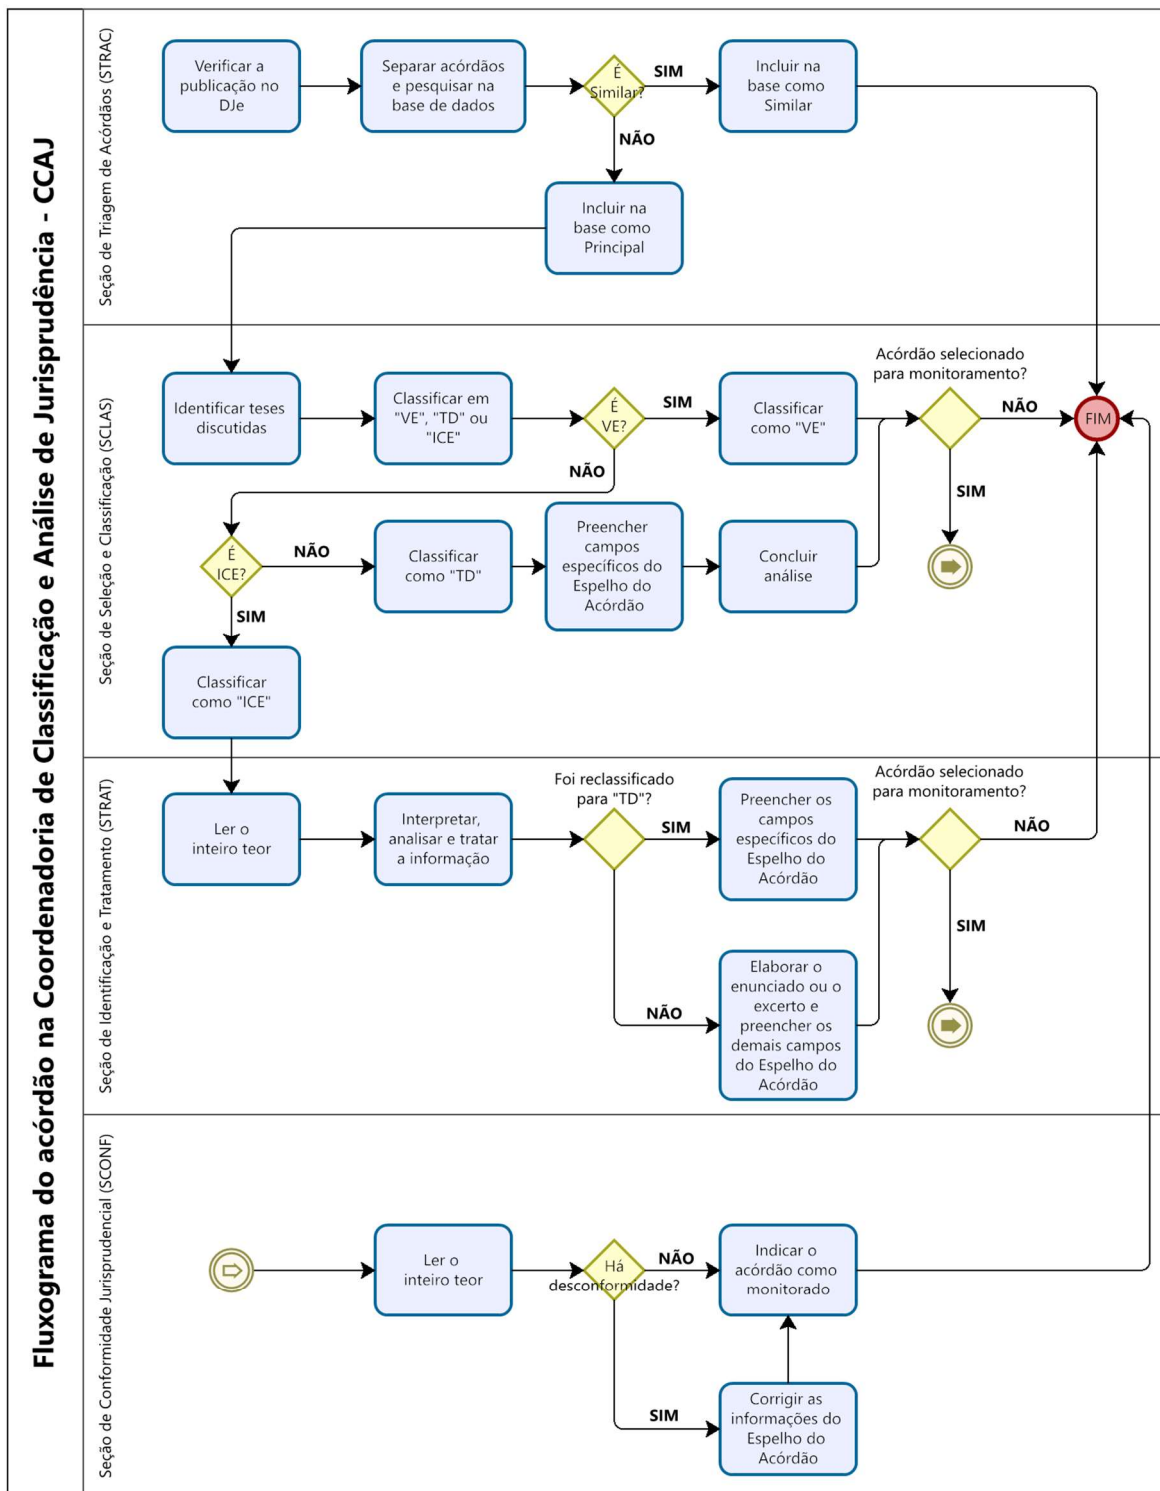 Fluxograma do acórdão na Coordenadoria de Classificação e Análise de Jurisprudência - CCAJ
Seção de Triagem de Acórdãos (STRAC)
Verificar a
publicação no
DJe
Separar acórdãos
e pesquisar na
base de dados
É
Similar?
SIM
Incluir na
base como
Similar
NÃO
Incluir na
base como
Principal
Seção de Seleção e Classificação (SCLAS)
Identificar teses
discutidas
Classificar em
"VE", "TD" ou
"ICE"
É
VE?
SIM
Classificar
como "VE"
Acórdão selecionado
para monitoramento?
NÃO
FIM
SIM
NÃO
É
ICE?
NÃO
Classificar
como "TD"
Preencher
campos
específicos do
Espelho do
Acórdão
Concluir
análise
SIM
Classificar
como "ICE"
Seção de Identificação e Tratamento (STRAT)
Ler o
inteiro teor
Interpretar,
analisar e tratar
a informação
Foi reclassificado
para "TD"?
SIM
Preencher os
campos
específicos do
Espelho do
Acórdão
Acórdão selecionado
para monitoramento?
NÃO
SIM
NÃO
Elaborar o
enunciado ou o
excerto e
preencher os
demais campos
do Espelho do
Acórdão
Seção de Conformidade Jurisprudencial (SCONF)
Ler o
inteiro teor
Há
desconformidade?
NÃO
Indicar o
acórdão como
monitorado
SIM
Corrigir as
informações do
Espelho do
Acórdão